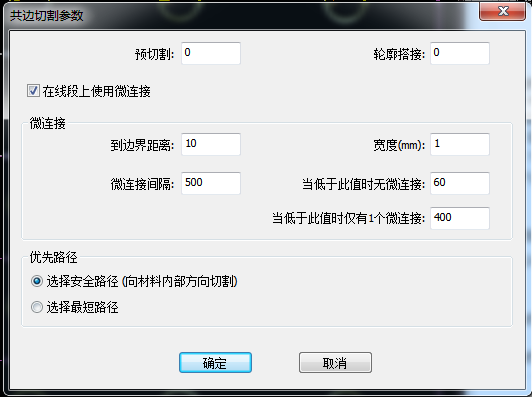 共边切割参数
预切割: 0 轮廓搭接: 0
在线段上使用微连接
微连接
到边界距离: 10 宽度(mm): 1
微连接间隔: 500 当低于此值时无微连接: 60
当低于此值时仅有1个微连接: 400
优先路径
选择安全路径 (向材料内部方向切割)
选择最短路径
确定 取消